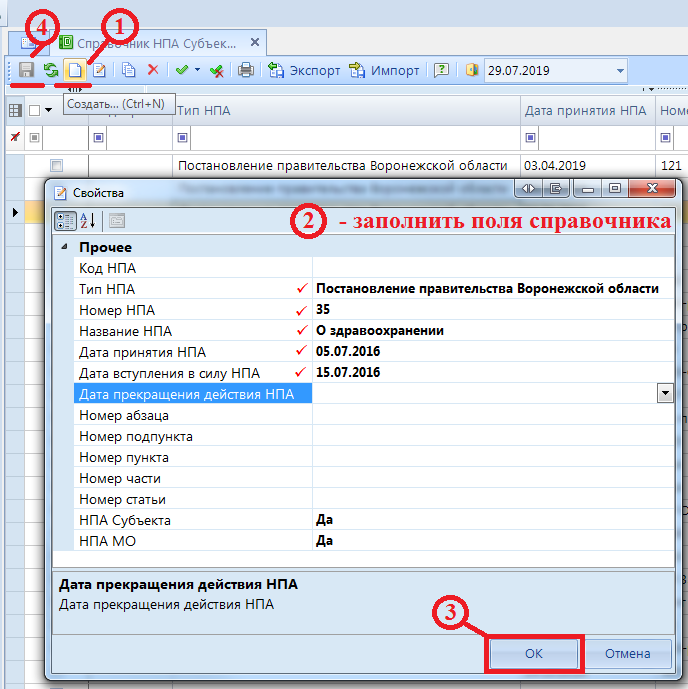 4
1
Справочник НПА Субъек...
Экспорт Импорт 29.07.2019
Создать... (Ctrl+N)
Тип НПА Дата принятия НПА Номе
Постановление правительства Воронежской области 03.04.2019 121
Свойства
2 - заполнить поля справочника
Прочее
Код НПА
Тип НПА Постановление правительства Воронежской области
Номер НПА 35
Название НПА О здравоохранении
Дата принятия НПА 05.07.2016
Дата вступления в силу НПА 15.07.2016
Дата прекращения действия НПА
Номер абзаца
Номер подпункта
Номер пункта
Номер части
Номер статьи
НПА Субъекта Да
НПА МО Да
Дата прекращения действия НПА
Дата прекращения действия НПА
3
ОК Отмена